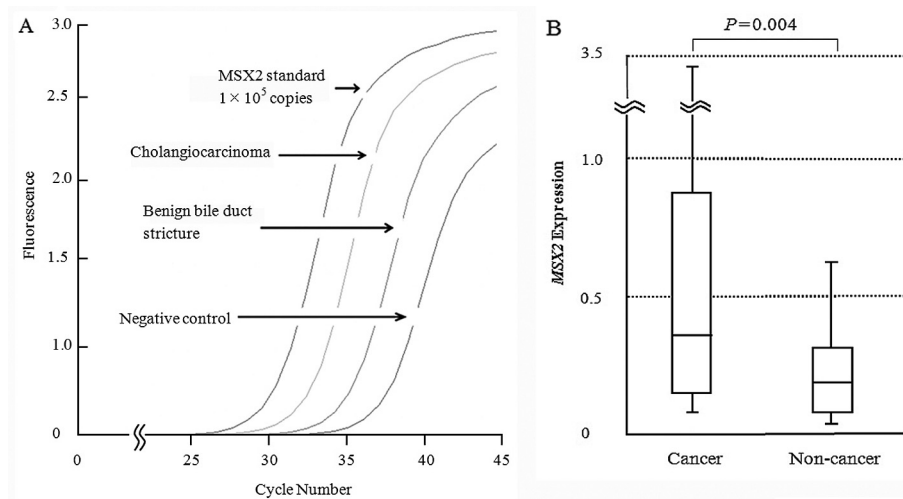 A
3.0
2.5
2.0
1.5
1.0
0
Fluorescence
MSX2 standard
1 × 10⁵ copies
Cholangiocarcinoma
Benign bile duct
stricture
Negative control
0 25 30 35 40 45
Cycle Number
B
P=0.004
3.5
1.0
0.5
0
MSX2 Expression
Cancer Non-cancer